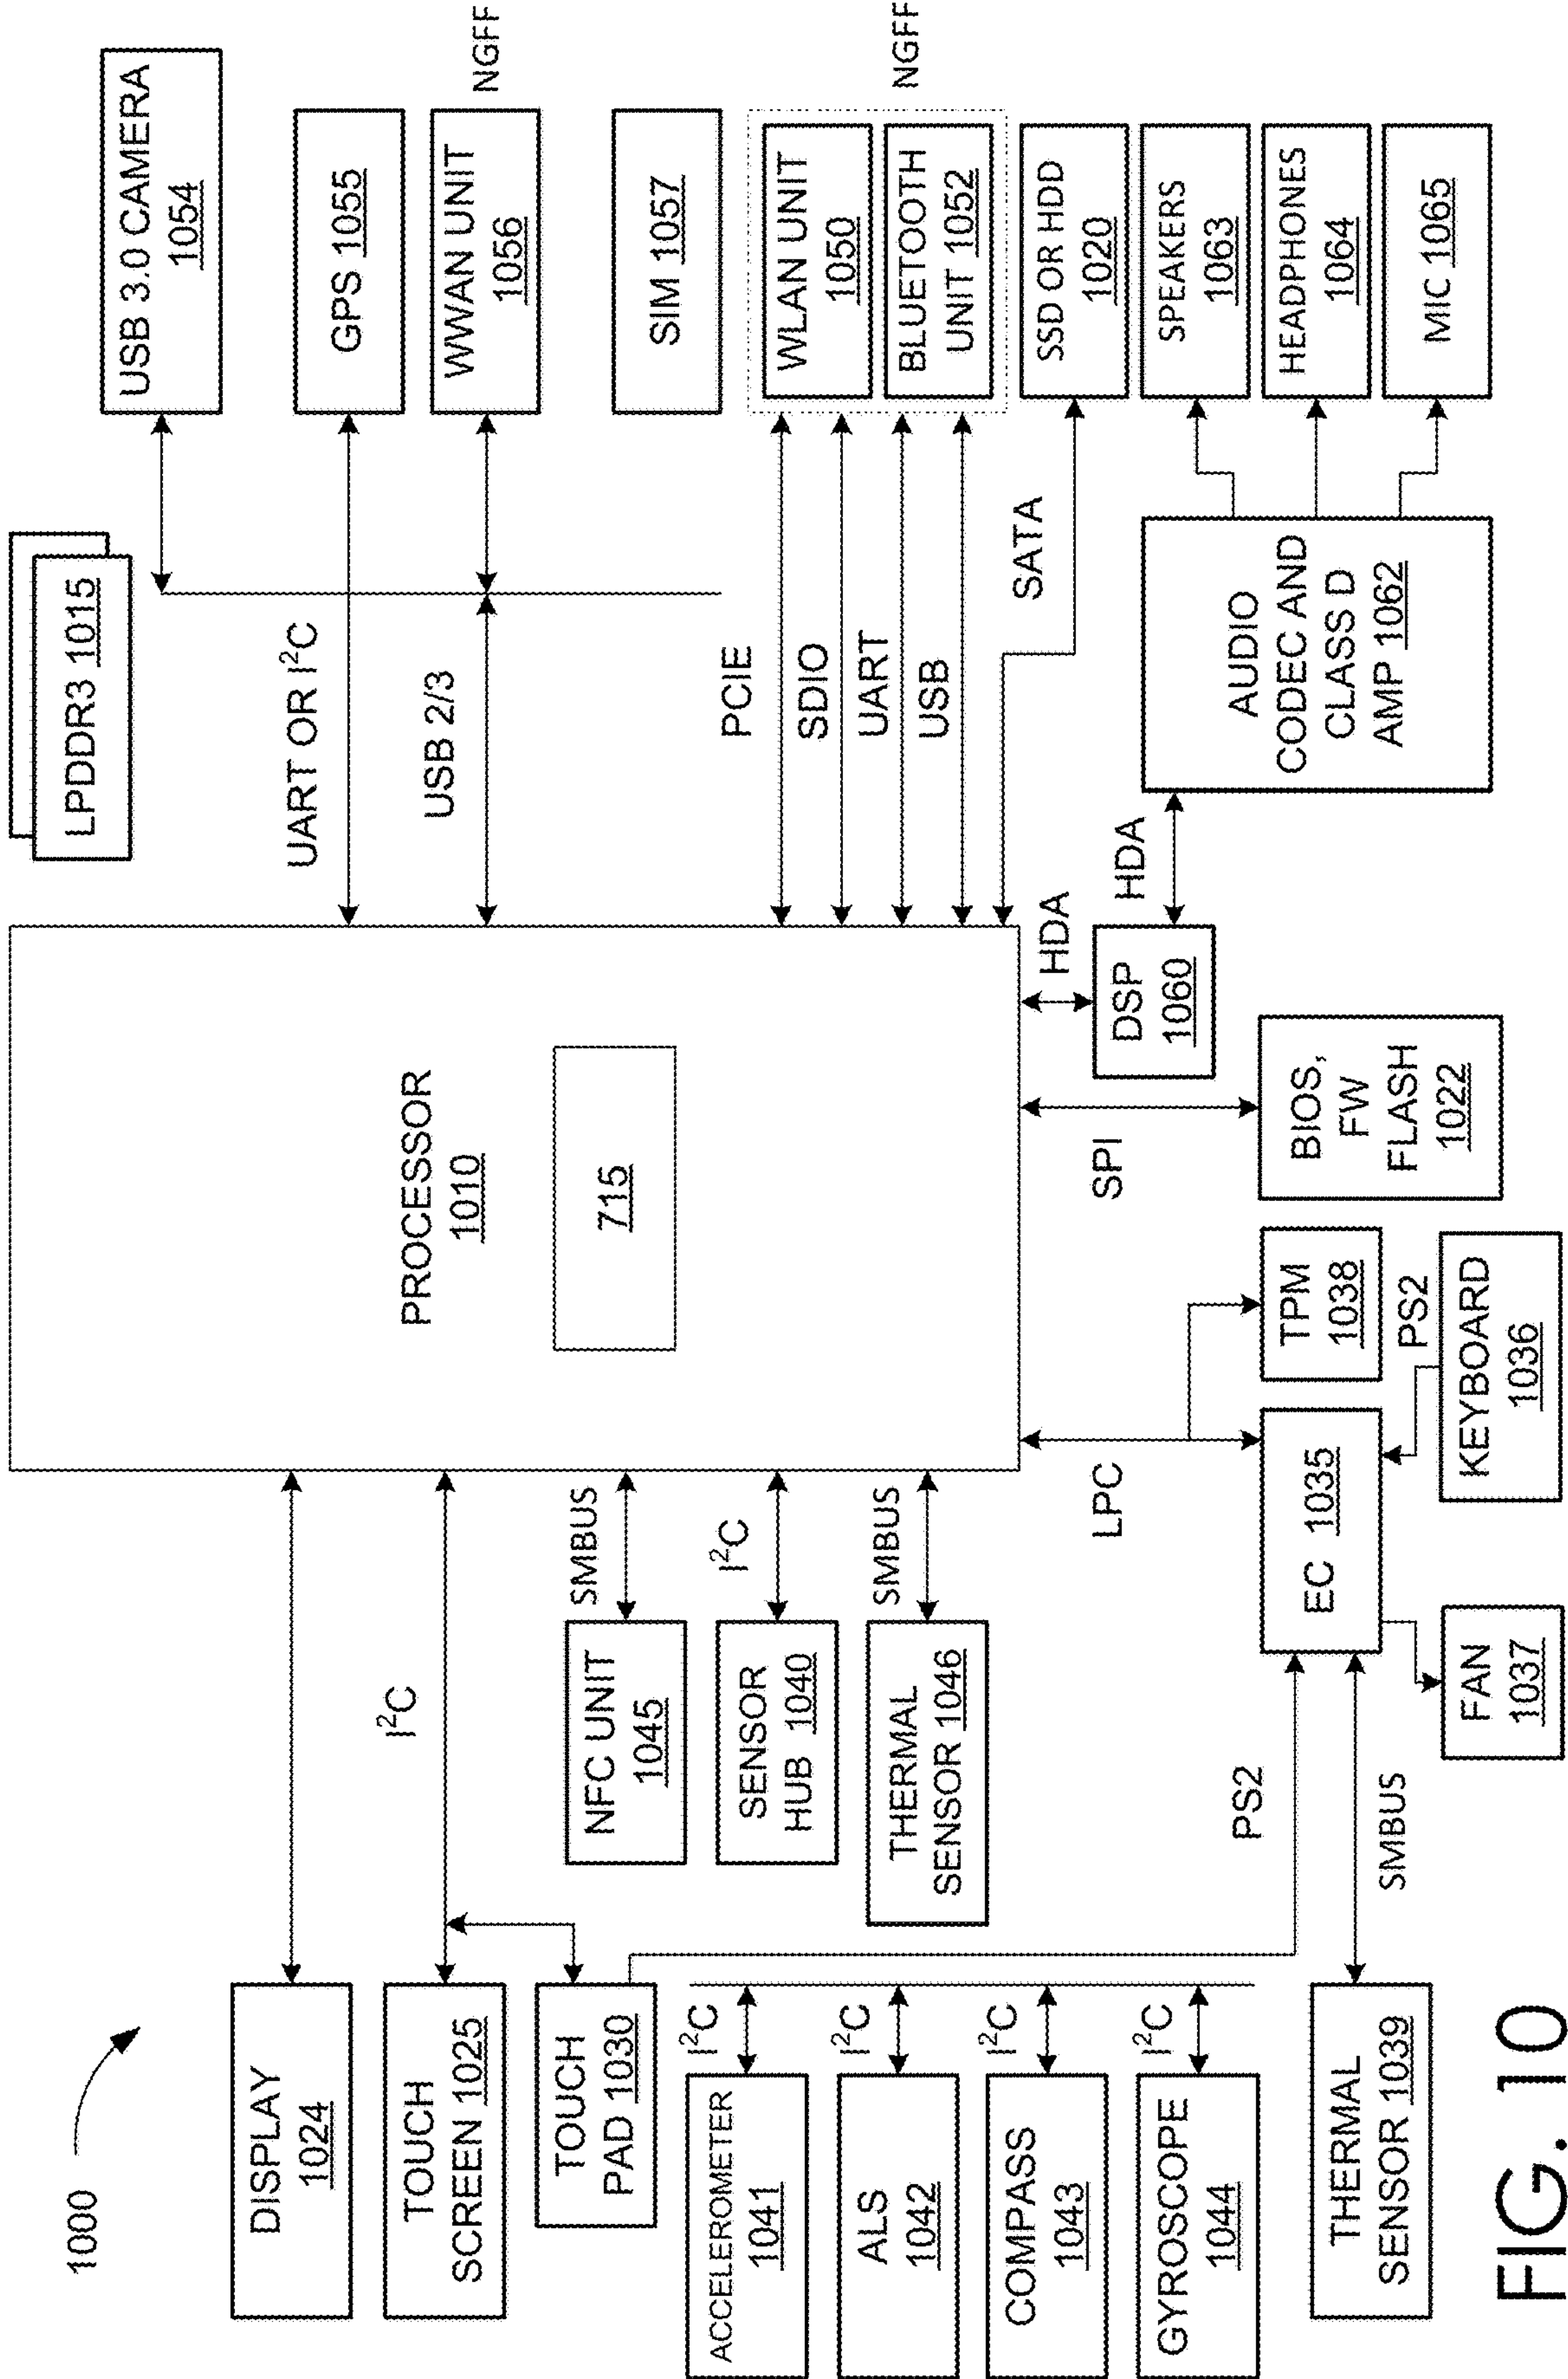 1000
DISPLAY
1024
TOUCH
SCREEN 1025
TOUCH
PAD 1030
ACCELEROMETER
1041
ALS
1042
COMPASS
1043
GYROSCOPE
1044
THERMAL
SENSOR 1039
I²C
I²C
I²C
I²C
I²C
NFC UNIT
1045
SENSOR
HUB 1040
THERMAL
SENSOR 1046
SMBUS
I²C
SMBUS
PS2
SMBUS
FAN
1037
EC 1035
LPC
KEYBOARD
1036
PS2
TPM
1038
PROCESSOR
1010
715
SPI
BIOS,
FW
FLASH
1022
DSP
1060
HDA
HDA
LPDDR3 1015
UART OR I²C
USB 2/3
PCIE
SDIO
UART
USB
SATA
AUDIO
CODEC AND
CLASS D
AMP 1062
USB 3.0 CAMERA
1054
GPS 1055
WWAN UNIT
1056
NGFF
SIM 1057
WLAN UNIT
1050
BLUETOOTH
UNIT 1052
NGFF
SSD OR HDD
1020
SPEAKERS
1063
HEADPHONES
1064
MIC 1065
FIG. 10